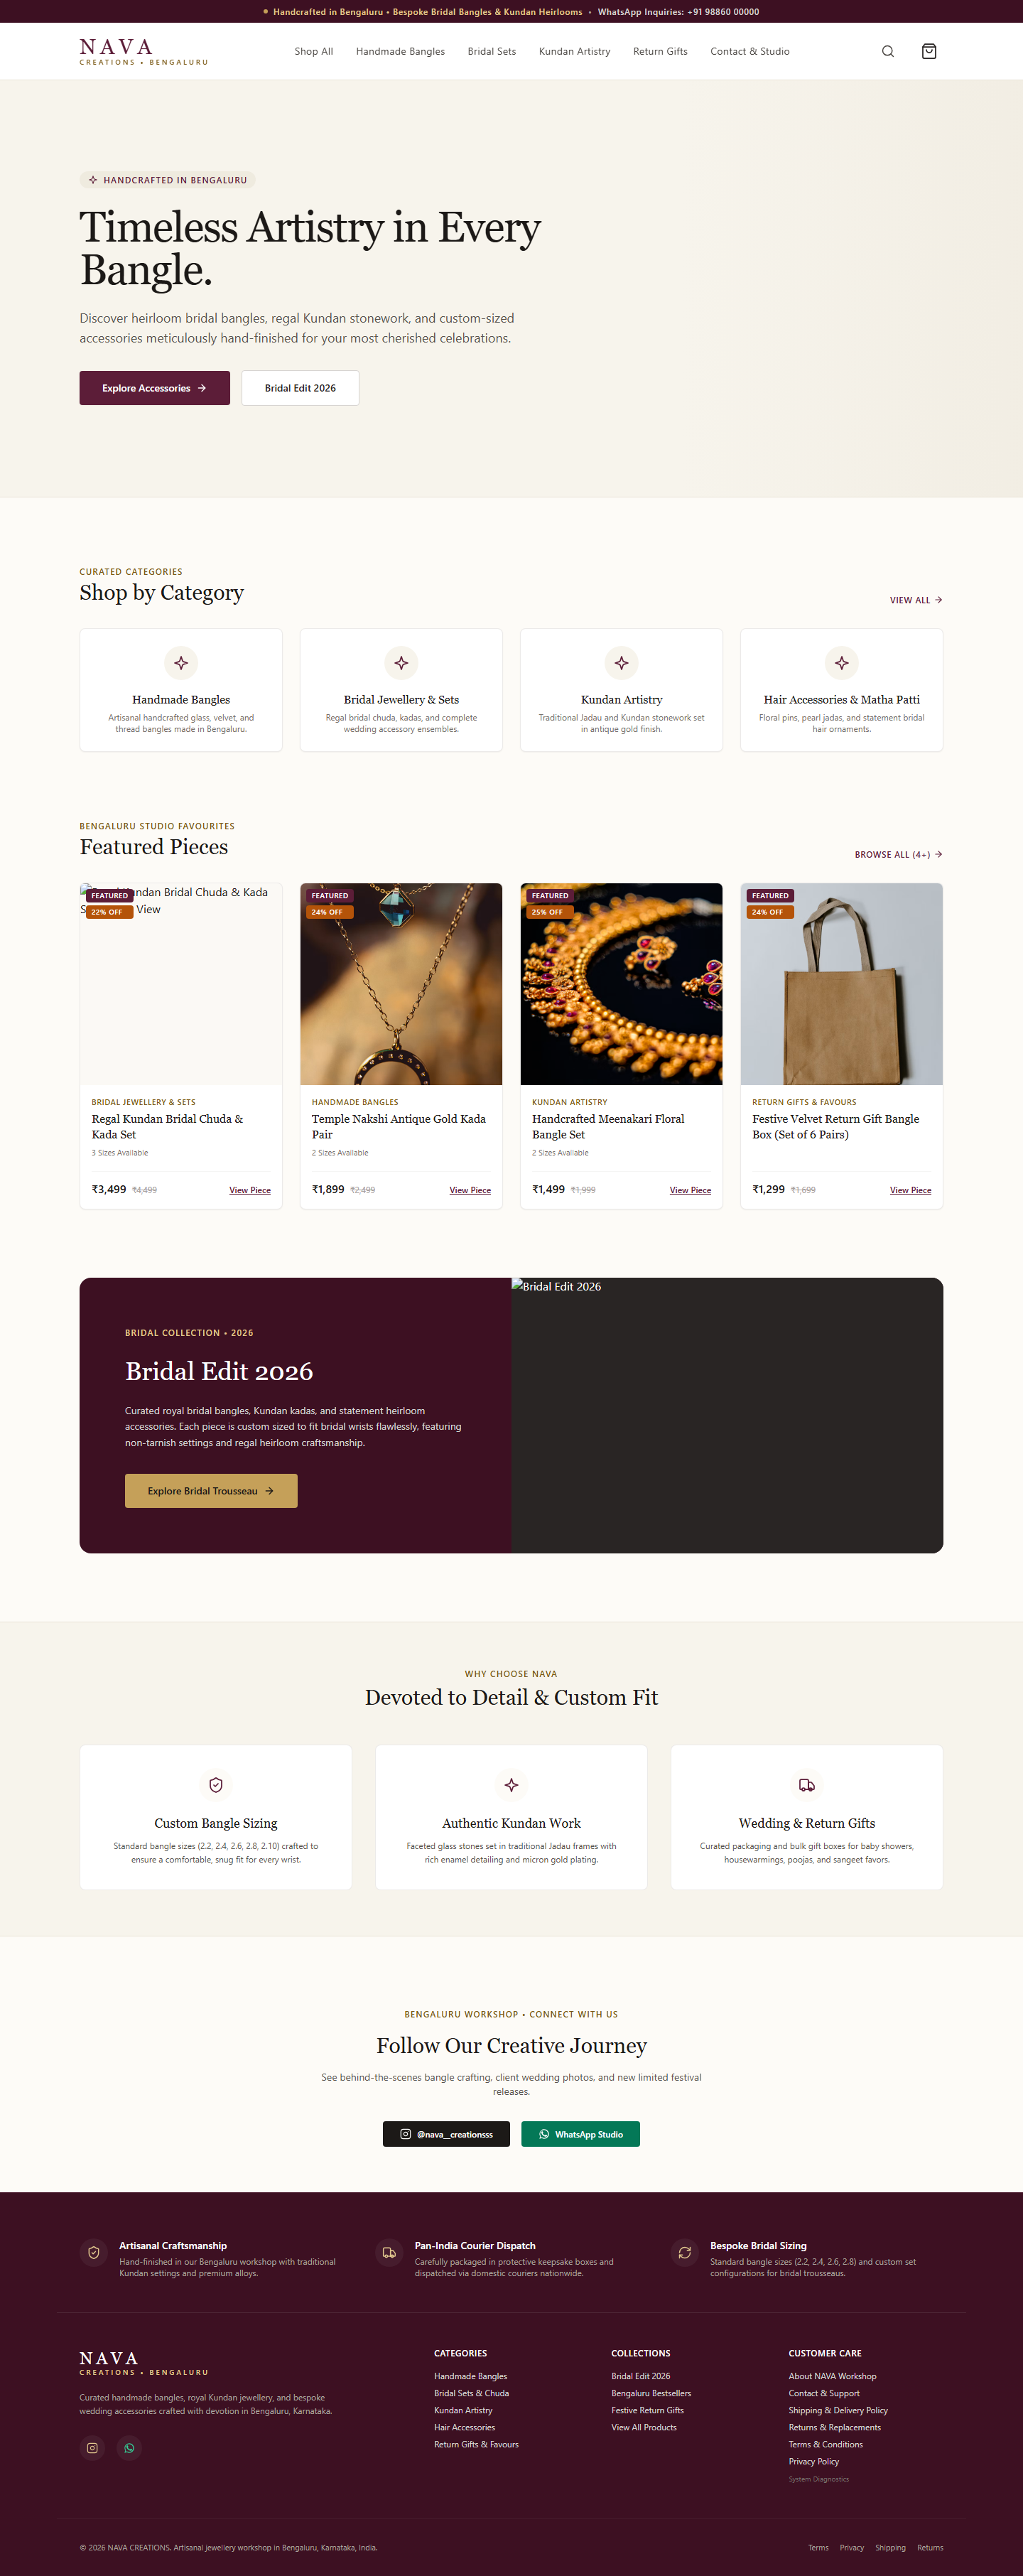 Handcrafted in Bengaluru • Bespoke Bridal Bangles & Kundan Heirlooms • WhatsApp Inquiries: +91 98860 00000
NAVA
CREATIONS • BENGALURU
Shop All
Handmade Bangles
Bridal Sets
Kundan Artistry
Return Gifts
Contact & Studio
HANDCRAFTED IN BENGALURU
Timeless Artistry in Every
Bangle.
Discover heirloom bridal bangles, regal Kundan stonework, and custom-sized
accessories meticulously hand-finished for your most cherished celebrations.
Explore Accessories
Bridal Edit 2026
CURATED CATEGORIES
Shop by Category
VIEW ALL
Handmade Bangles
Artisanal handcrafted glass, velvet, and
thread bangles made in Bengaluru.
Bridal Jewellery & Sets
Regal bridal chuda, kadas, and complete
wedding accessory ensembles.
Kundan Artistry
Traditional Jadau and Kundan stonework set
in antique gold finish.
Hair Accessories & Matha Patti
Floral pins, pearl jadas, and statement bridal
hair ornaments.
BENGALURU STUDIO FAVOURITES
Featured Pieces
BROWSE ALL (4+)
FEATURED
22% OFF
Bridal Chuda & Kada
View
BRIDAL JEWELLERY & SETS
Regal Kundan Bridal Chuda &
Kada Set
3 Sizes Available
₹3,499 ₹4,499
View Piece
FEATURED
24% OFF
HANDMADE BANGLES
Temple Nakshi Antique Gold Kada
Pair
2 Sizes Available
₹1,899 ₹2,499
View Piece
FEATURED
25% OFF
KUNDAN ARTISTRY
Handcrafted Meenakari Floral
Bangle Set
2 Sizes Available
₹1,499 ₹1,999
View Piece
FEATURED
24% OFF
RETURN GIFTS & FAVOURS
Festive Velvet Return Gift Bangle
Box (Set of 6 Pairs)
₹1,299 ₹1,699
View Piece
BRIDAL COLLECTION • 2026
Bridal Edit 2026
Curated royal bridal bangles, Kundan kadas, and statement heirloom
accessories. Each piece is custom sized to fit bridal wrists flawlessly, featuring
non-tarnish settings and regal heirloom craftsmanship.
Explore Bridal Trousseau
Bridal Edit 2026
WHY CHOOSE NAVA
Devoted to Detail & Custom Fit
Custom Bangle Sizing
Standard bangle sizes (2.2, 2.4, 2.6, 2.8, 2.10) crafted to
ensure a comfortable, snug fit for every wrist.
Authentic Kundan Work
Faceted glass stones set in traditional Jadau frames with
rich enamel detailing and micron gold plating.
Wedding & Return Gifts
Curated packaging and bulk gift boxes for baby showers,
housewarmings, poojas, and sangeet favors.
BENGALURU WORKSHOP • CONNECT WITH US
Follow Our Creative Journey
See behind-the-scenes bangle crafting, client wedding photos, and new limited festival
releases.
@nava__creationsss
WhatsApp Studio
Artisanal Craftsmanship
Hand-finished in our Bengaluru workshop with traditional
Kundan settings and premium alloys.
Pan-India Courier Dispatch
Carefully packaged in protective keepsake boxes and
dispatched via domestic couriers nationwide.
Bespoke Bridal Sizing
Standard bangle sizes (2.2, 2.4, 2.6, 2.8) and custom set
configurations for bridal trousseaus.
NAVA
CREATIONS • BENGALURU
Curated handmade bangles, royal Kundan jewellery, and bespoke
wedding accessories crafted with devotion in Bengaluru, Karnataka.
CATEGORIES
Handmade Bangles
Bridal Sets & Chuda
Kundan Artistry
Hair Accessories
Return Gifts & Favours
COLLECTIONS
Bridal Edit 2026
Bengaluru Bestsellers
Festive Return Gifts
View All Products
CUSTOMER CARE
About NAVA Workshop
Contact & Support
Shipping & Delivery Policy
Returns & Replacements
Terms & Conditions
Privacy Policy
System Diagnostics
© 2026 NAVA CREATIONS. Artisanal jewellery workshop in Bengaluru, Karnataka, India.
Terms
Privacy
Shipping
Returns